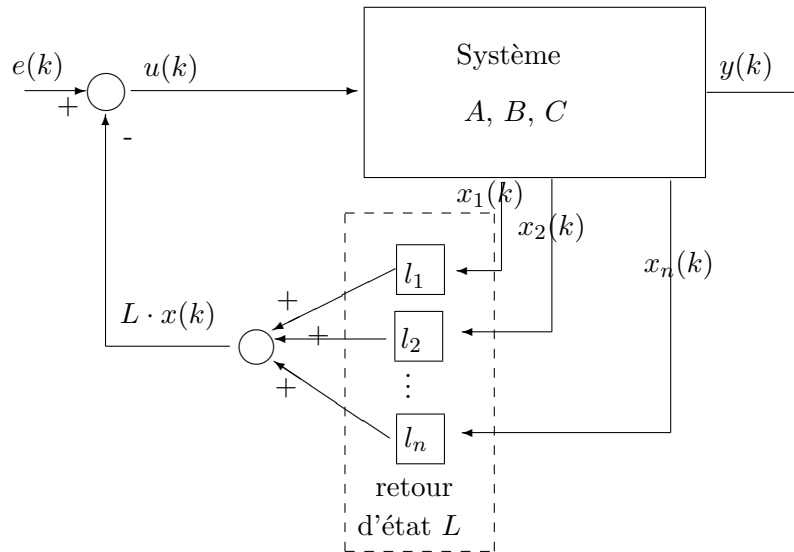 Système
e(k)
u(k)
y(k)
+
A, B, C
-
x₁(k)
x₂(k)
xₙ(k)
l₁
+
L · x(k)
l₂
+
⋮
+
lₙ
retour
d'état L